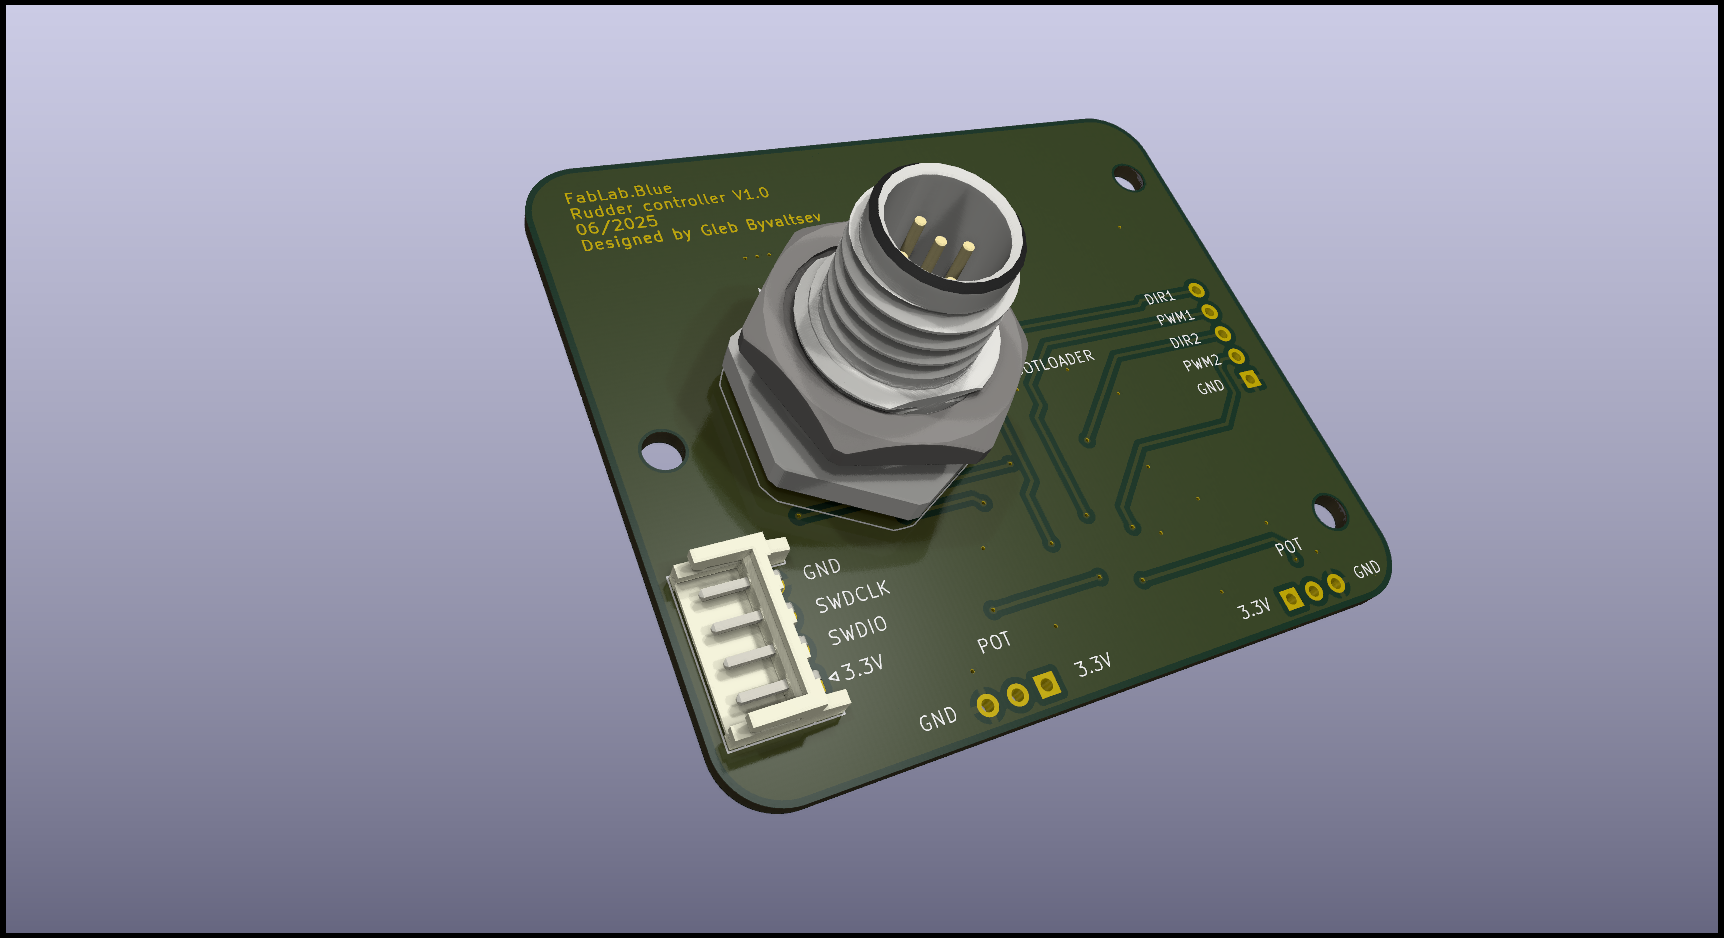 FabLab.Blue
Rudder controller V1.0
06/2025
Designed by Gleb Byvaltsev
DIR1
PWM1
DIR2
PWM2
GND
OTLOADER
GND
SWDCLK
SWDIO
3.3V
POT
GND
3.3V
POT
3.3V
GND